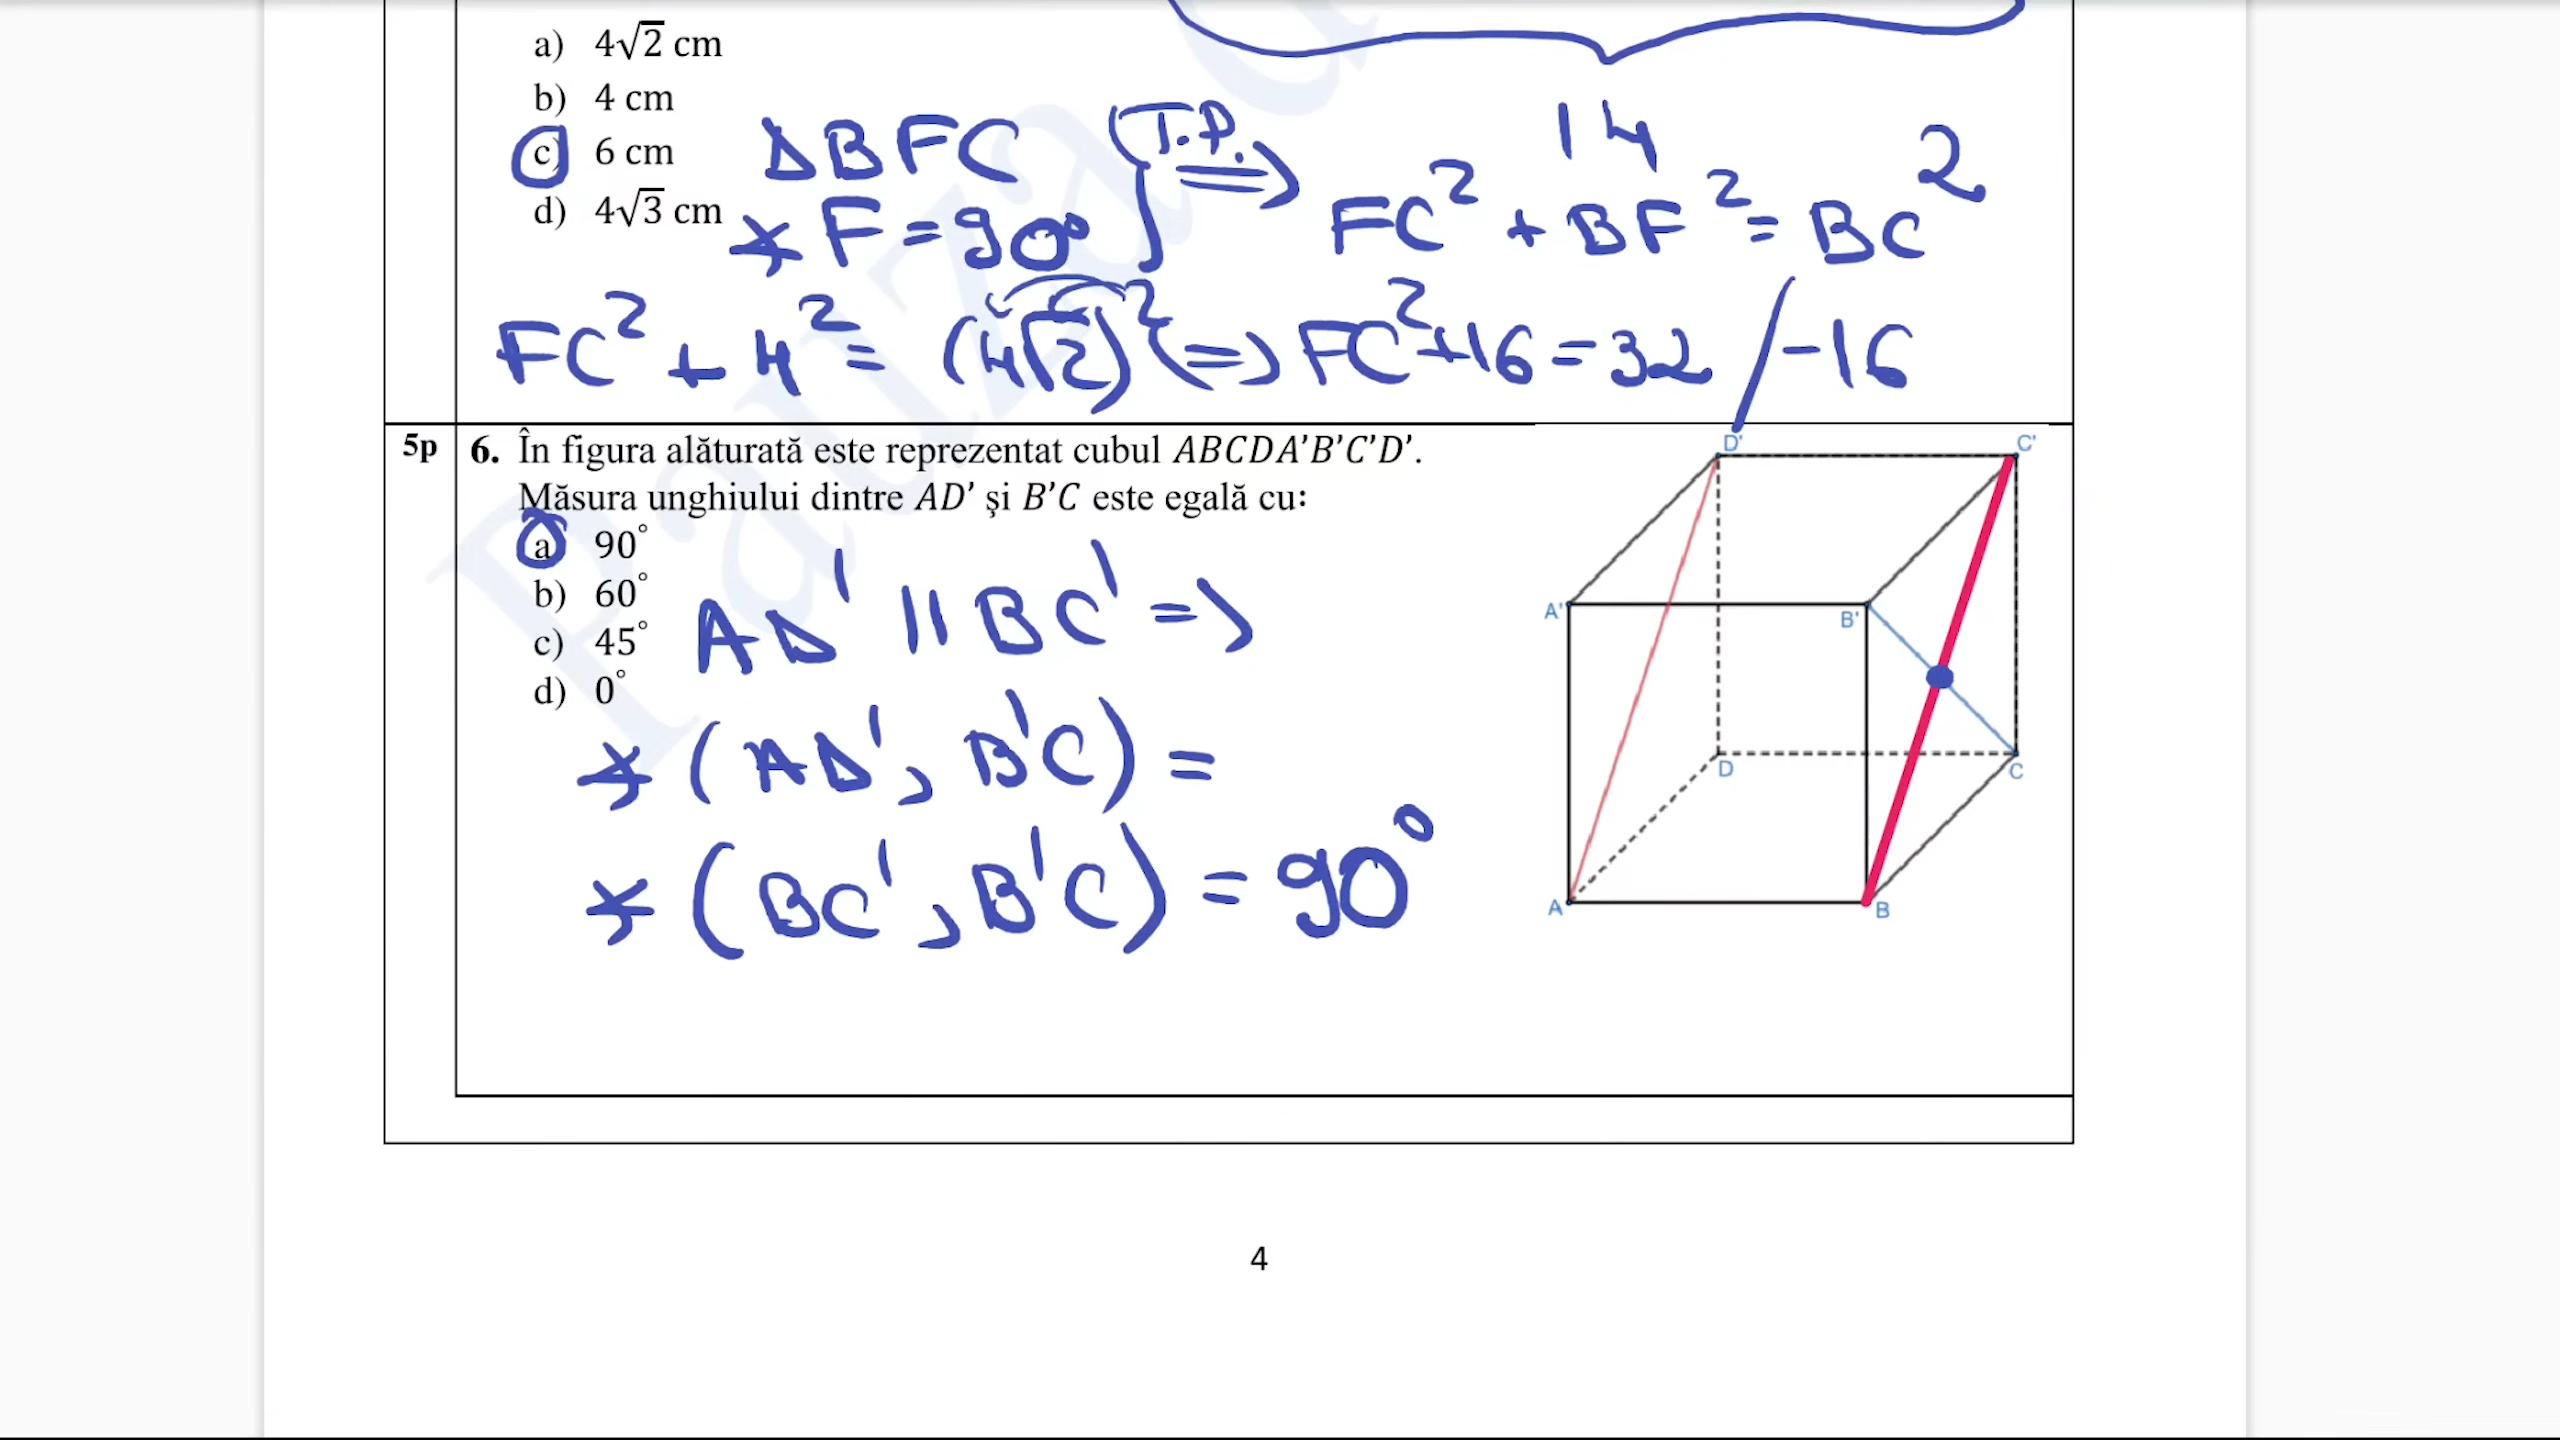 a) 4√2 cm
b) 4 cm
c) 6 cm
d) 4√3 cm
ΔBFC
∢F=90°
T.P. ⟹
14
FC² + BF² = BC²
FC² + 4² = (4√2)² ⟺ FC²+16=32 /-16
5p
6. În figura alăturată este reprezentat cubul ABCDA'B'C'D'.
Măsura unghiului dintre AD' și B'C este egală cu:
a) 90°
b) 60°
c) 45°
d) 0°
AD' || BC' =>
∢(AD', B'C) =
∢(BC', B'C) = 90°
D'
C'
A'
B'
D
C
A
B
4